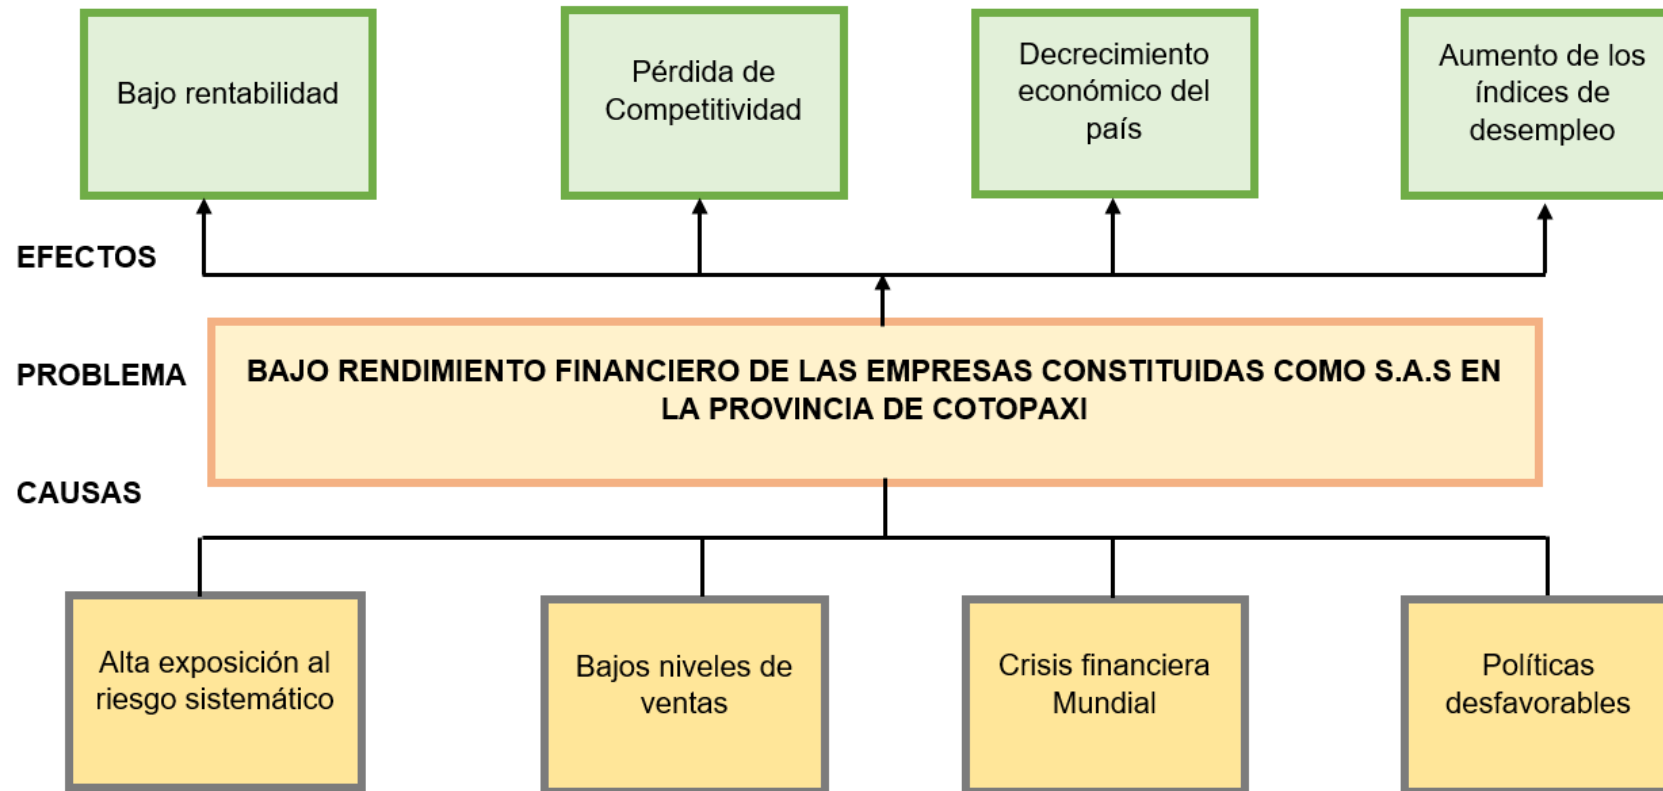 Bajo rentabilidad
Pérdida de
Competitividad
Decrecimiento
económico del
país
Aumento de los
índices de
desempleo
EFECTOS
PROBLEMA
BAJO RENDIMIENTO FINANCIERO DE LAS EMPRESAS CONSTITUIDAS COMO S.A.S EN
LA PROVINCIA DE COTOPAXI
CAUSAS
Alta exposición al
riesgo sistemático
Bajos niveles de
ventas
Crisis financiera
Mundial
Políticas
desfavorables